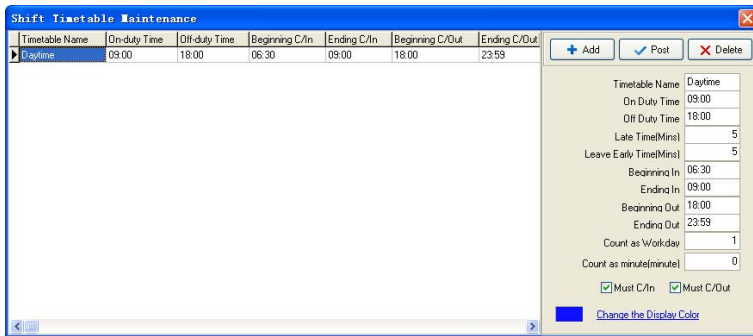 Shift Timetable Maintenance
Timetable Name On-duty Time Off-duty Time Beginning C/In Ending C/In Beginning C/Out Ending C/Out
Daytime 09:00 18:00 06:30 09:00 18:00 23:59
Add Post Delete
Timetable Name Daytime
On Duty Time 09:00
Off Duty Time 18:00
Late Time(Mins) 5
Leave Early Time(Mins) 5
Beginning In 06:30
Ending In 09:00
Beginning Out 18:00
Ending Out 23:59
Count as Workday 1
Count as minute(minute) 0
Must C/In Must C/Out
Change the Display Color